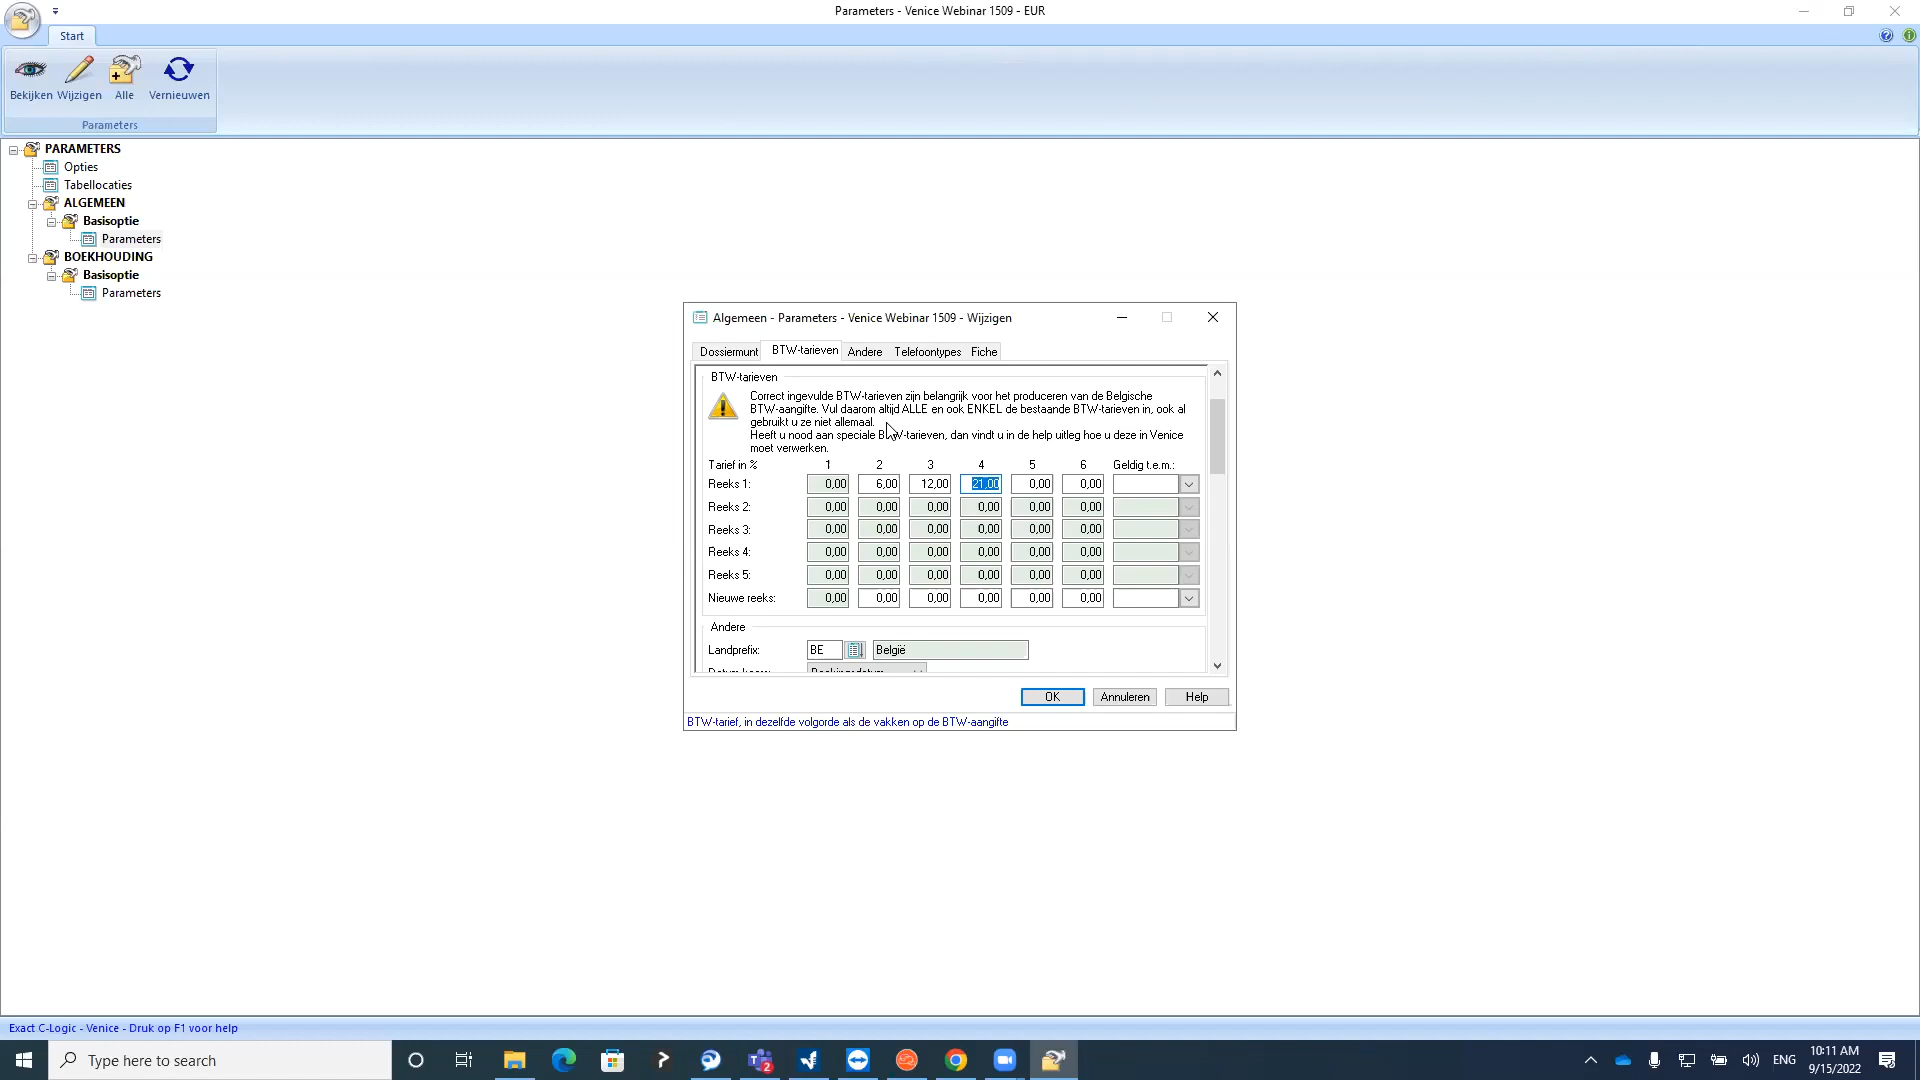 Parameters - Venice Webinar 1509 - EUR
Start
Bekijken Wijzigen Alle Vernieuwen
Parameters
PARAMETERS
Opties
Tabellocaties
ALGEMEEN
Basisoptie
Parameters
BOEKHOUDING
Basisoptie
Parameters
Algemeen - Parameters - Venice Webinar 1509 - Wijzigen
Dossiermunt BTW-tarieven Andere Telefoontypes Fiche
BTW-tarieven
Correct ingevulde BTW-tarieven zijn belangrijk voor het produceren van de Belgische
BTW-aangifte. Vul daarom altijd ALLE en ook ENKEL de bestaande BTW-tarieven in, ook al
gebruikt u ze niet allemaal.
Heeft u nood aan speciale BTW-tarieven, dan vindt u in de help uitleg hoe u deze in Venice
moet verwerken.
Tarief in % 1 2 3 4 5 6 Geldig t.e.m.:
Reeks 1: 0,00 6,00 12,00 21,00 0,00 0,00
Reeks 2: 0,00 0,00 0,00 0,00 0,00 0,00
Reeks 3: 0,00 0,00 0,00 0,00 0,00 0,00
Reeks 4: 0,00 0,00 0,00 0,00 0,00 0,00
Reeks 5: 0,00 0,00 0,00 0,00 0,00 0,00
Nieuwe reeks: 0,00 0,00 0,00 0,00 0,00 0,00
Andere
Landprefix: BE België
OK Annuleren Help
BTW-tarief, in dezelfde volgorde als de vakken op de BTW-aangifte
Exact C-Logic - Venice - Druk op F1 voor help
Type here to search
2
ENG
10:11 AM
9/15/2022